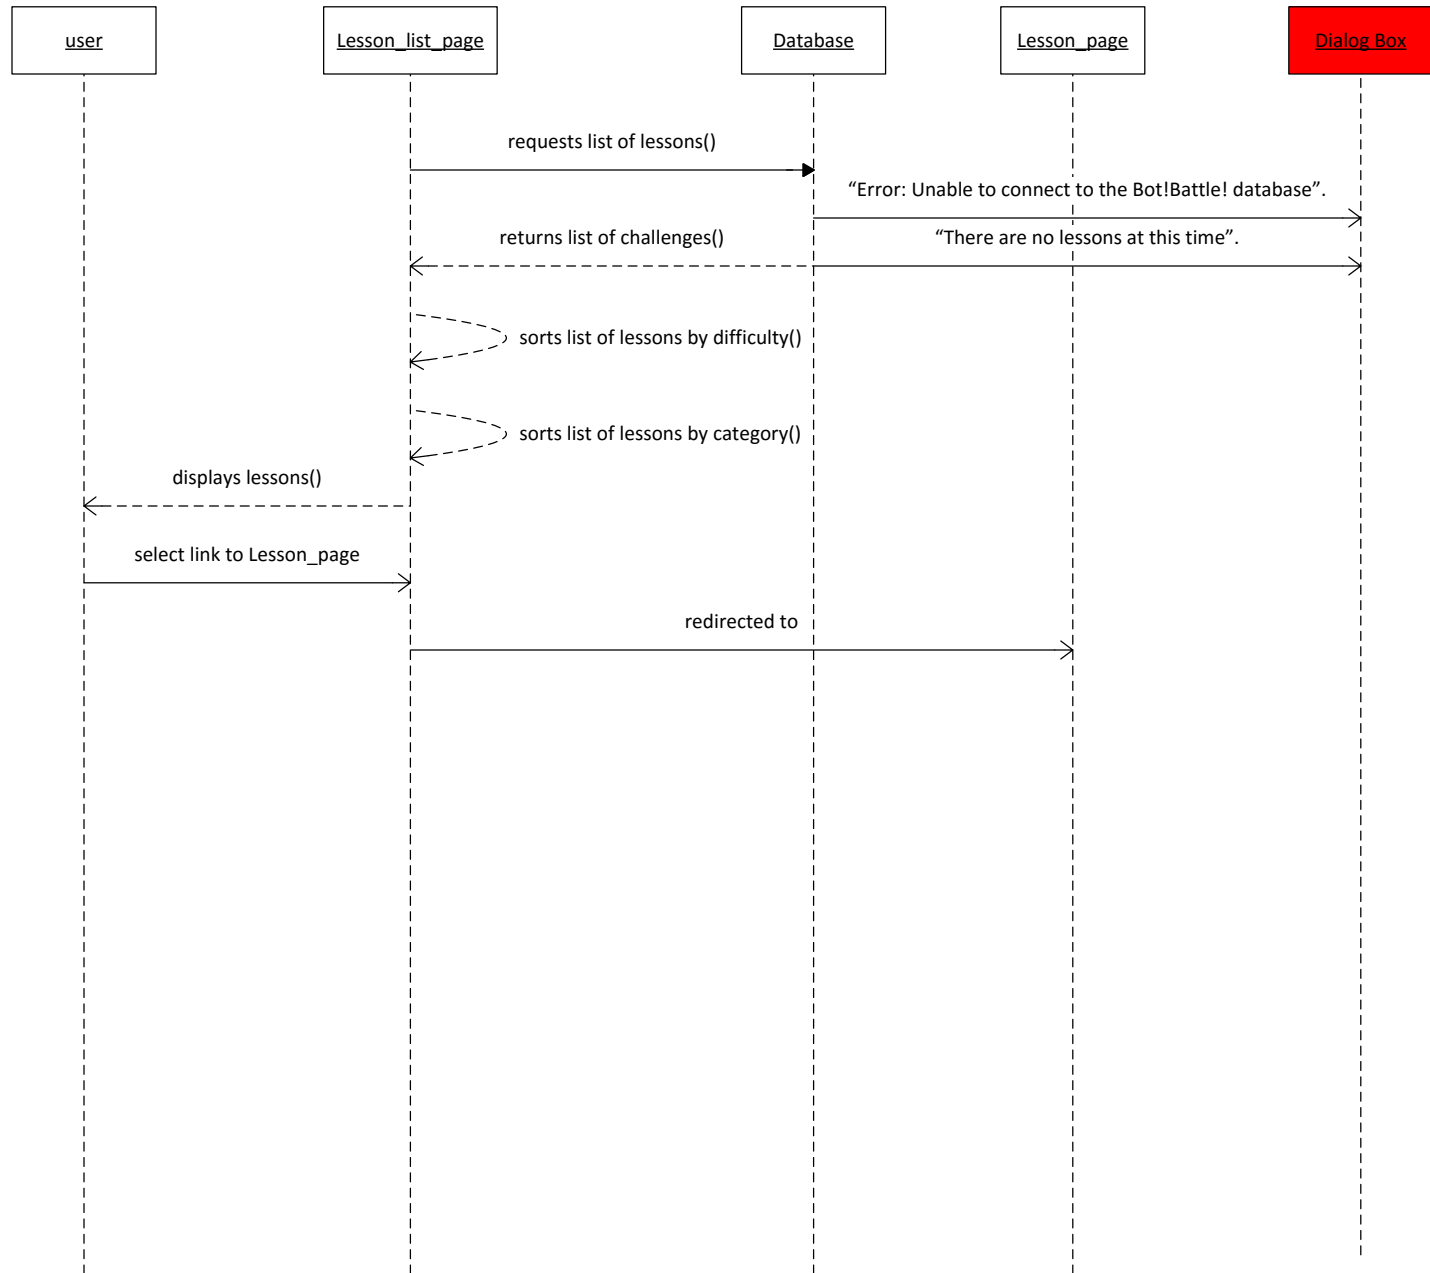 user
Lesson_list_page
Database
Lesson_page
Dialog Box
requests list of lessons()
“Error: Unable to connect to the Bot!Battle! database”.
returns list of challenges()
“There are no lessons at this time”.
sorts list of lessons by difficulty()
sorts list of lessons by category()
displays lessons()
select link to Lesson_page
redirected to